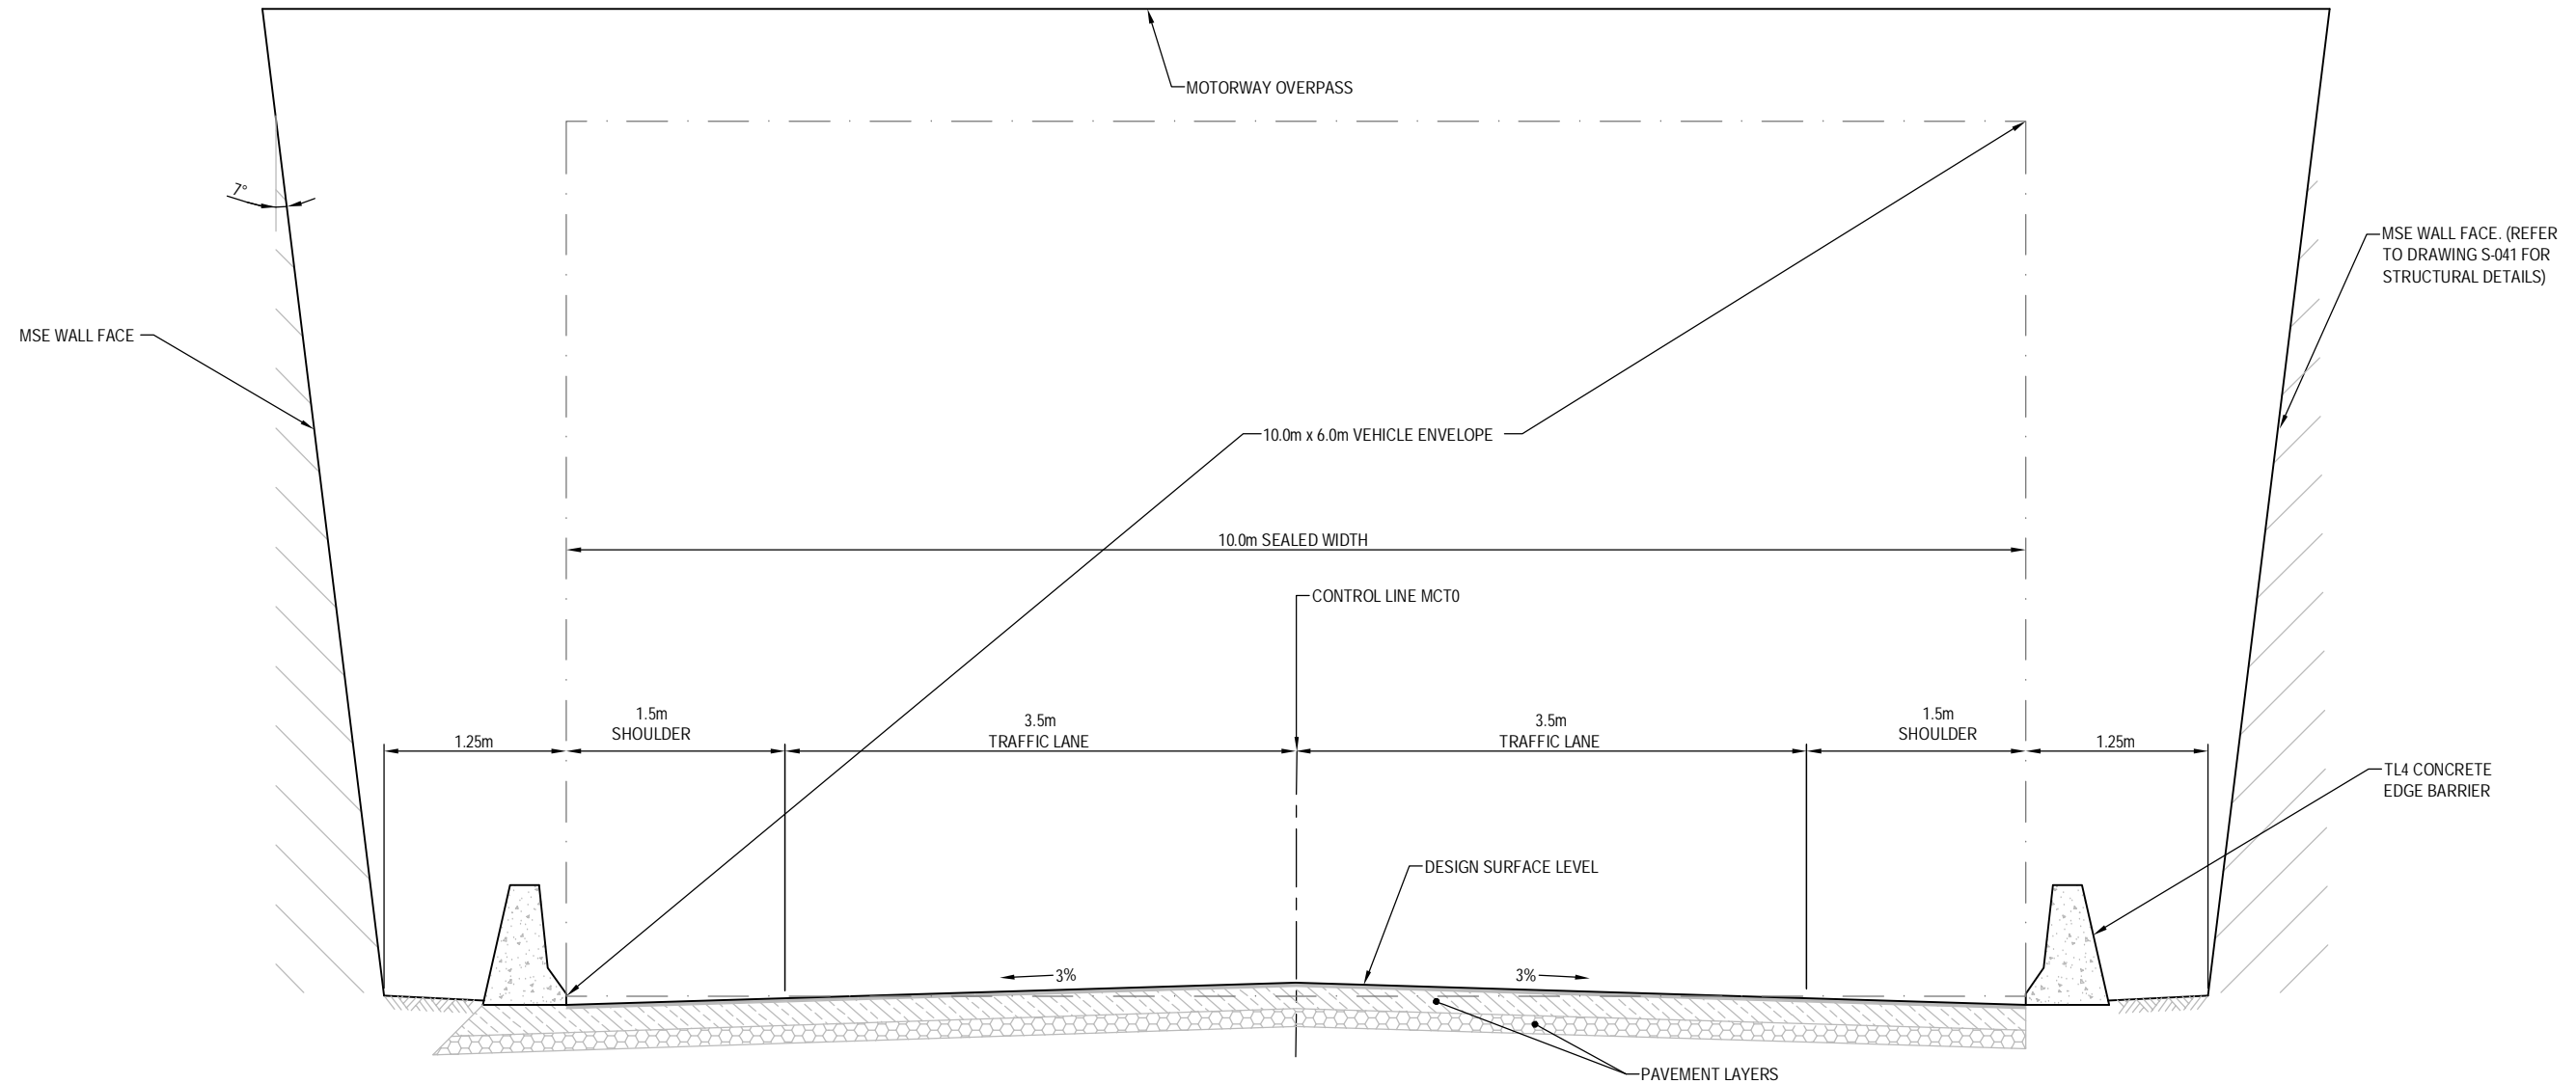 MOTORWAY OVERPASS
7°
MSE WALL FACE. (REFER
TO DRAWING S-041 FOR
STRUCTURAL DETAILS)
MSE WALL FACE
10.0m x 6.0m VEHICLE ENVELOPE
10.0m SEALED WIDTH
CONTROL LINE MCT0
1.25m
1.5m
SHOULDER
3.5m
TRAFFIC LANE
3.5m
TRAFFIC LANE
1.5m
SHOULDER
1.25m
TL4 CONCRETE
EDGE BARRIER
DESIGN SURFACE LEVEL
3%
3%
PAVEMENT LAYERS